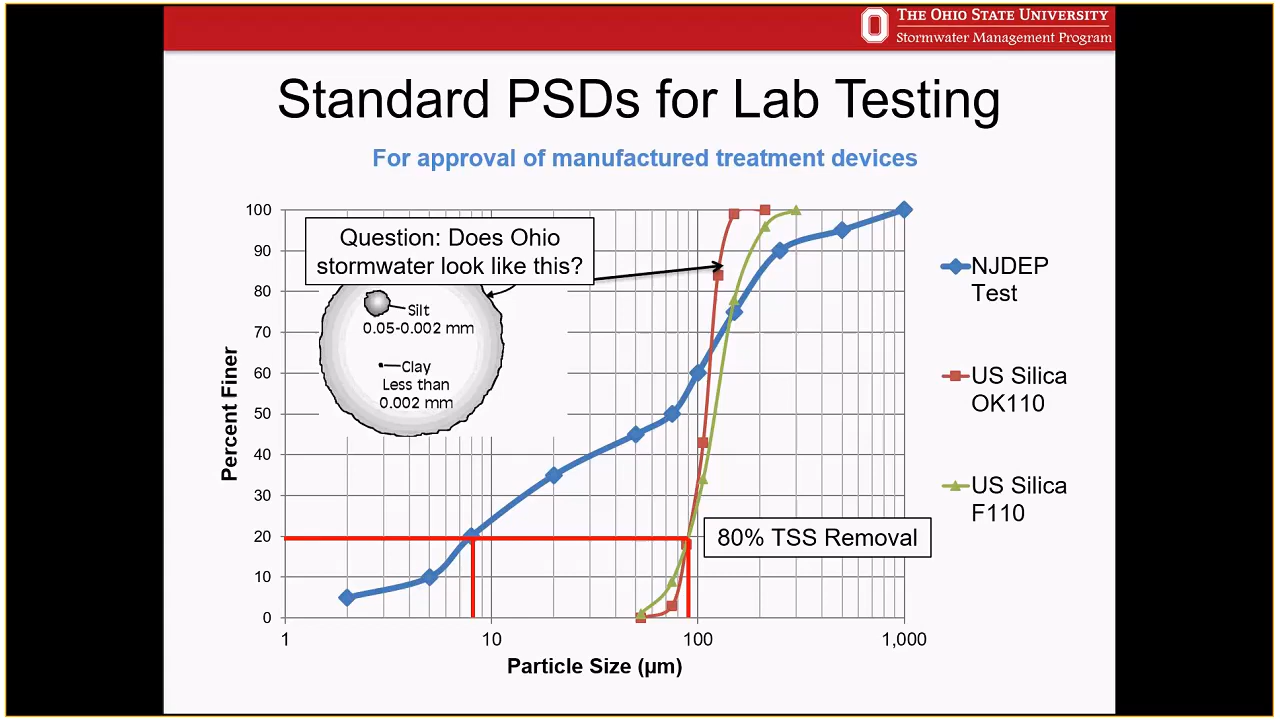 THE OHIO STATE UNIVERSITY
Stormwater Management Program
Standard PSDs for Lab Testing
For approval of manufactured treatment devices
Question: Does Ohio
stormwater look like this?
Silt
0.05-0.002 mm
Clay
Less than
0.002 mm
80% TSS Removal
Percent Finer
100
90
80
70
60
50
40
30
20
10
0
1
10
100
1,000
Particle Size (µm)
NJDEP
Test
US Silica
OK110
US Silica
F110